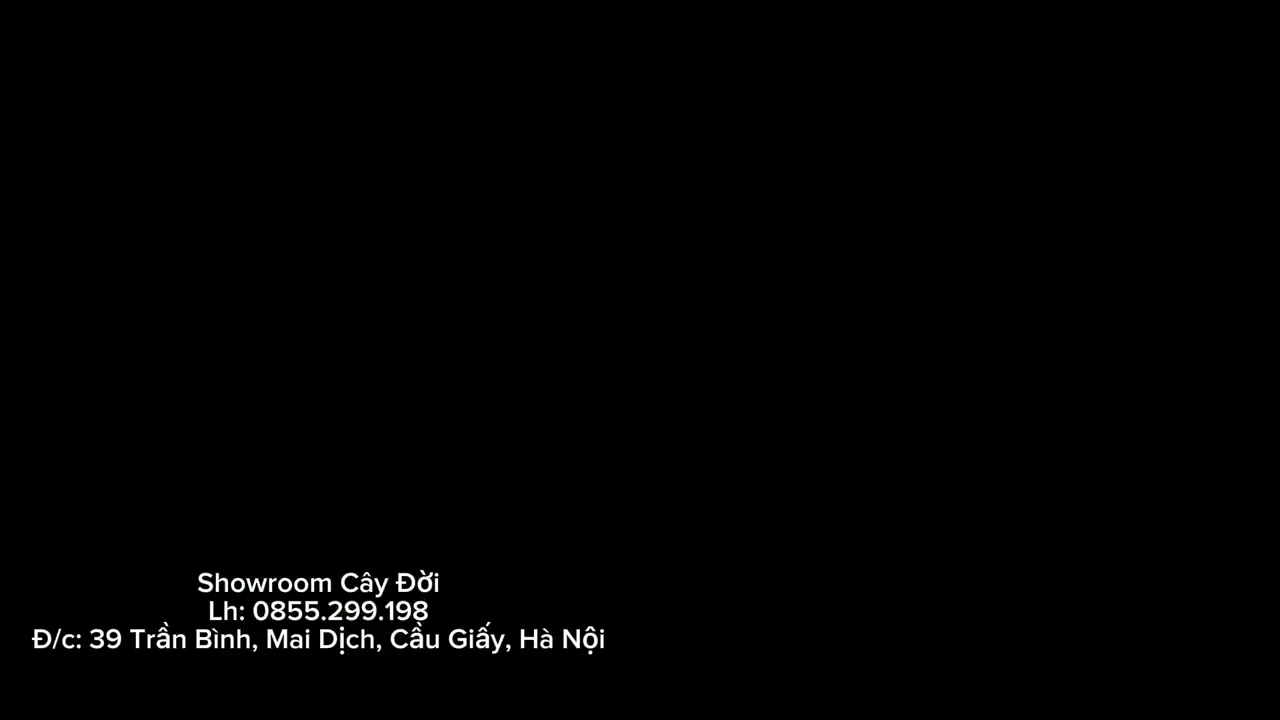 Showroom Cây Đời
Lh: 0855.299.198
Đ/c: 39 Trần Bình, Mai Dịch, Cầu Giấy, Hà Nội